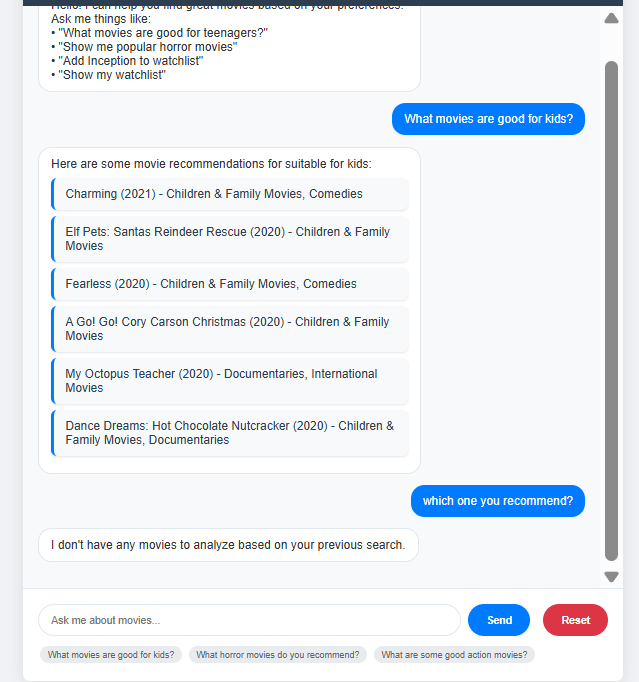 Hello! I can help you find great movies based on your preferences.
Ask me things like:
• "What movies are good for teenagers?"
• "Show me popular horror movies"
• "Add Inception to watchlist"
• "Show my watchlist"
What movies are good for kids?
Here are some movie recommendations for suitable for kids:
Charming (2021) - Children & Family Movies, Comedies
Elf Pets: Santas Reindeer Rescue (2020) - Children & Family
Movies
Fearless (2020) - Children & Family Movies, Comedies
A Go! Go! Cory Carson Christmas (2020) - Children & Family
Movies
My Octopus Teacher (2020) - Documentaries, International
Movies
Dance Dreams: Hot Chocolate Nutcracker (2020) - Children &
Family Movies, Documentaries
which one you recommend?
I don't have any movies to analyze based on your previous search.
Ask me about movies...
Send
Reset
What movies are good for kids?
What horror movies do you recommend?
What are some good action movies?